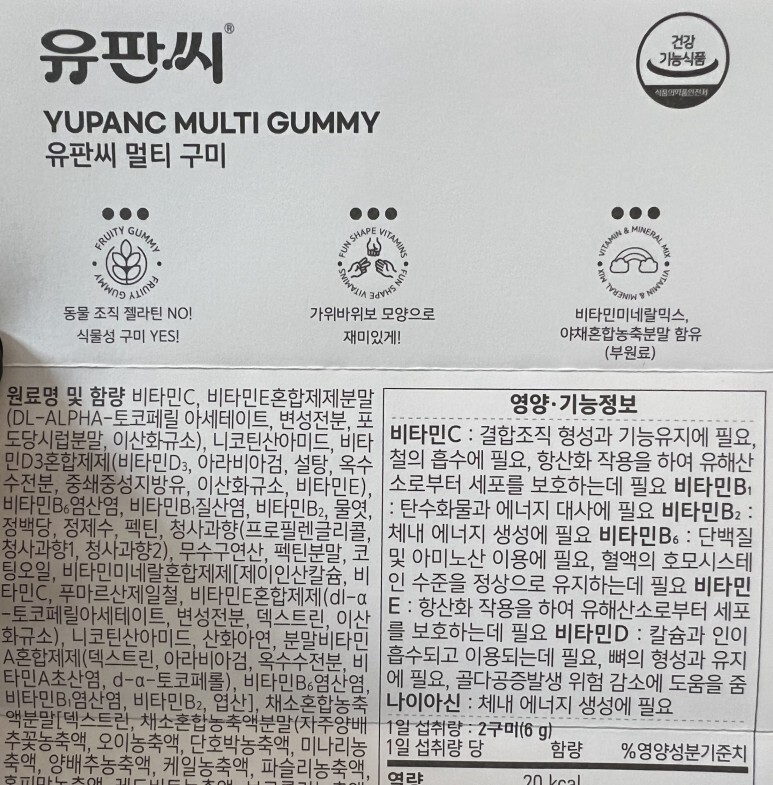 유판씨®
건강
기능식품
식품의약품안전처
YUPANC MULTI GUMMY
유판씨 멀티 구미
FRUITY GUMMY • FRUITY GUMMY •
FUN SHAPE VITAMINS • FUN SHAPE VITAMINS •
VITAMIN & MINERAL MIX • VITAMIN & MINERAL MIX •
동물 조직 젤라틴 NO!
식물성 구미 YES!
가위바위보 모양으로
재미있게!
비타민미네랄믹스,
야채혼합농축분말 함유
(부원료)
원료명 및 함량 비타민C, 비타민E혼합제제분말
(DL-ALPHA-토코페릴 아세테이트, 변성전분, 포
도당시럽분말, 이산화규소), 니코틴산아미드, 비타
민D3혼합제제(비타민D₃, 아라비아검, 설탕, 옥수
수전분, 중쇄중성지방유, 이산화규소, 비타민E),
비타민B₆염산염, 비타민B₁질산염, 비타민B₂, 물엿,
정백당, 정제수, 펙틴, 청사과향(프로필렌글리콜,
청사과향1, 청사과향2), 무수구연산, 펙틴분말, 코
팅오일, 비타민미네랄혼합제제[제이인산칼슘, 비
타민C, 푸마르산제일철, 비타민E혼합제제(dl-α
-토코페릴아세테이트, 변성전분, 덱스트린, 이산
화규소), 니코틴산아미드, 산화아연, 분말비타민
A혼합제제(덱스트린, 아라비아검, 옥수수전분, 비
타민A초산염, d-α-토코페롤), 비타민B₆염산염,
비타민B₁염산염, 비타민B₂, 엽산], 채소혼합농축
액분말[덱스트린, 채소혼합농축액분말(자주양배
추꽃농축액, 오이농축액, 단호박농축액, 미나리농
축액, 양배추농축액, 케일농축액, 파슬리농축액,
영양·기능정보
비타민C : 결합조직 형성과 기능유지에 필요,
철의 흡수에 필요, 항산화 작용을 하여 유해산
소로부터 세포를 보호하는데 필요 비타민B₁
: 탄수화물과 에너지 대사에 필요 비타민B₂ :
체내 에너지 생성에 필요 비타민B₆ : 단백질
및 아미노산 이용에 필요, 혈액의 호모시스테
인 수준을 정상으로 유지하는데 필요 비타민
E : 항산화 작용을 하여 유해산소로부터 세포
를 보호하는데 필요 비타민D : 칼슘과 인이
흡수되고 이용되는데 필요, 뼈의 형성과 유지
에 필요, 골다공증발생 위험 감소에 도움을 줌
나이아신 : 체내 에너지 생성에 필요
1일 섭취량 : 2구미(6 g)
1일 섭취량 당 함량 %영양성분기준치
열량 20 kcal